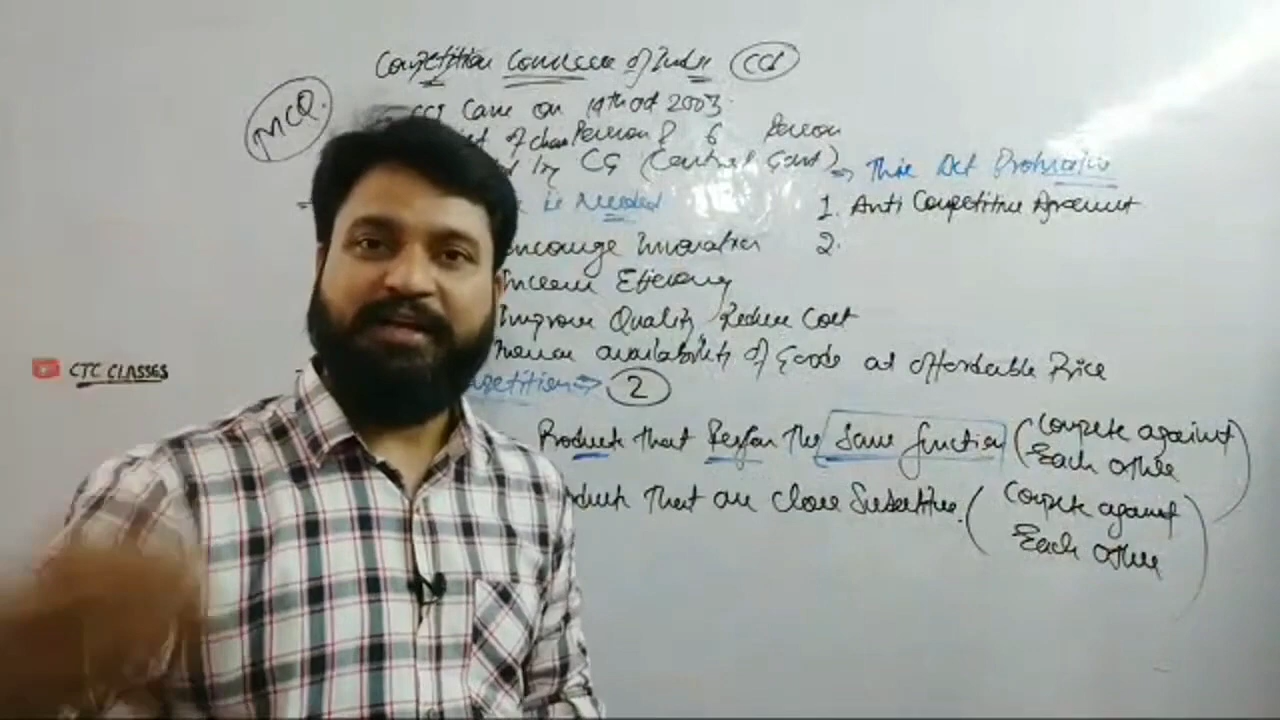 Competition Commission of India CCI
MCQ.
CCI Came on 14th oct 2003.
of chairPerson & 6 Person
by CG (Central Govt) This Act Prohibits
is Needed 1. Anti Competitive Agreement
encourage Innovation 2.
Increase Efficiency
Improve Quality, Reduce Cost
availability of Goods at affordable Price
CTC CLASSES
2
Product that Perform The Same function (Compete against
Each other
That are close Substitute. (Compete against
Each other